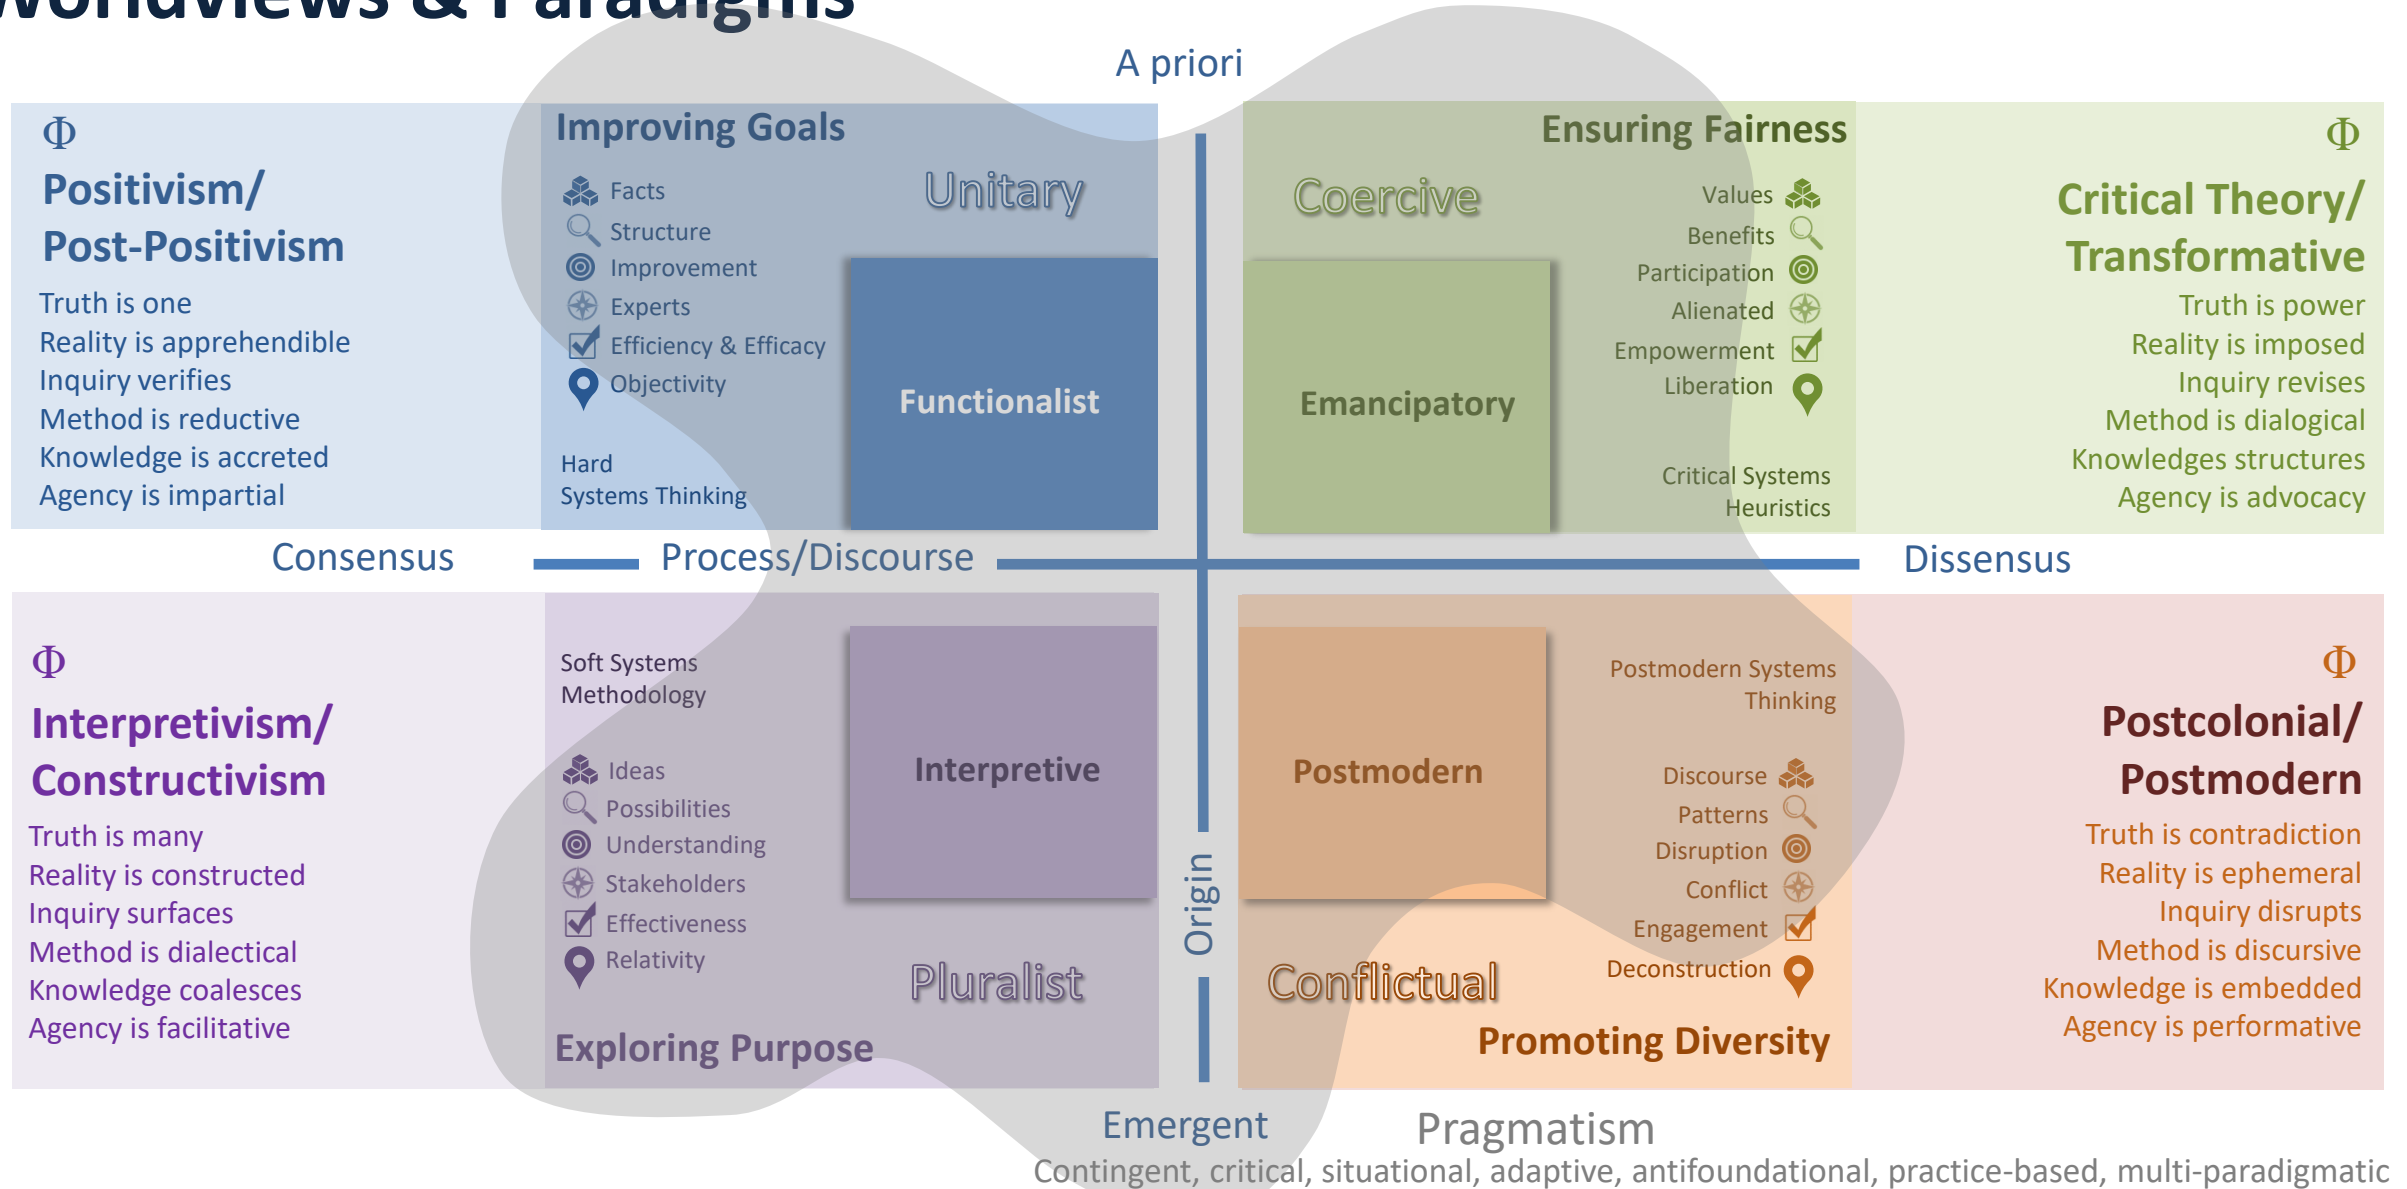 Worldviews & Paradigms
A priori
Φ
Positivism/
Post-Positivism
Truth is one
Reality is apprehendible
Inquiry verifies
Method is reductive
Knowledge is accreted
Agency is impartial
Improving Goals
Unitary
Facts
Structure
Improvement
Experts
Efficiency & Efficacy
Objectivity
Functionalist
Hard
Systems Thinking
Ensuring Fairness
Coercive
Values
Benefits
Participation
Alienated
Empowerment
Liberation
Emancipatory
Critical Systems
Heuristics
Φ
Critical Theory/
Transformative
Truth is power
Reality is imposed
Inquiry revises
Method is dialogical
Knowledges structures
Agency is advocacy
Consensus
Process/Discourse
Dissensus
Φ
Interpretivism/
Constructivism
Truth is many
Reality is constructed
Inquiry surfaces
Method is dialectical
Knowledge coalesces
Agency is facilitative
Soft Systems
Methodology
Ideas
Possibilities
Understanding
Stakeholders
Effectiveness
Relativity
Interpretive
Pluralist
Exploring Purpose
Origin
Postmodern
Postmodern Systems
Thinking
Discourse
Patterns
Disruption
Conflict
Engagement
Deconstruction
Conflictual
Promoting Diversity
Φ
Postcolonial/
Postmodern
Truth is contradiction
Reality is ephemeral
Inquiry disrupts
Method is discursive
Knowledge is embedded
Agency is performative
Emergent
Pragmatism
Contingent, critical, situational, adaptive, antifoundational, practice-based, multi-paradigmatic